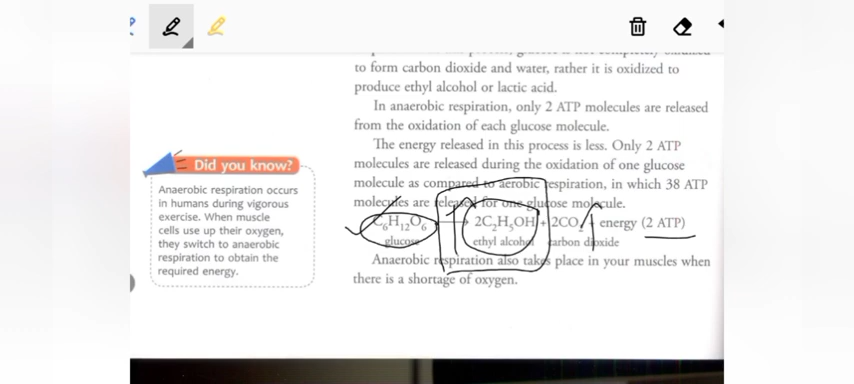 to form carbon dioxide and water, rather it is oxidized to
produce ethyl alcohol or lactic acid.
In anaerobic respiration, only 2 ATP molecules are released
from the oxidation of each glucose molecule.
The energy released in this process is less. Only 2 ATP
molecules are released during the oxidation of one glucose
molecule as compared to aerobic respiration, in which 38 ATP
molecules are released for one glucose molecule.
C₆H₁₂O₆ → 2C₂H₅OH + 2CO₂ + energy (2 ATP)
glucose ethyl alcohol carbon dioxide
Anaerobic respiration also takes place in your muscles when
there is a shortage of oxygen.
Did you know?
Anaerobic respiration occurs
in humans during vigorous
exercise. When muscle
cells use up their oxygen,
they switch to anaerobic
respiration to obtain the
required energy.